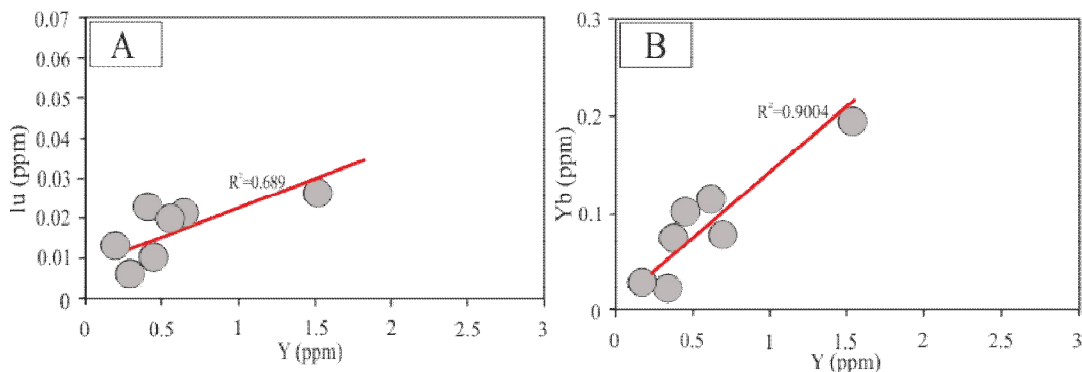 A
0.07
0.06
0.05
0.04
0.03
0.02
0.01
0
lu (ppm)
R²=0.689
0 0.5 1 1.5 2 2.5 3
Y (ppm)
B
0.3
0.2
0.1
0
Yb (ppm)
R²=0.9004
0 0.5 1 1.5 2 2.5 3
Y (ppm)